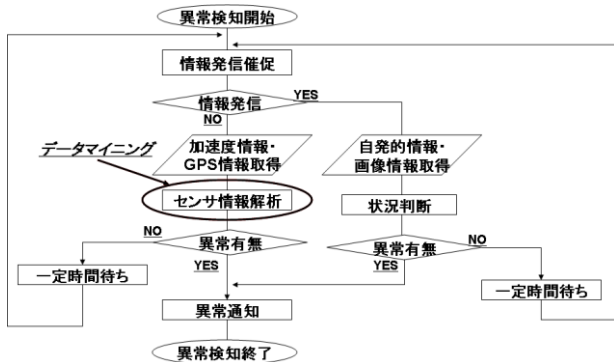 異常検知開始
情報発信催促
情報発信
YES
NO
データマイニング
加速度情報・
GPS情報取得
自発的情報・
画像情報取得
センサ情報解析
状況判断
NO
異常有無
異常有無
NO
YES
YES
一定時間待ち
一定時間待ち
異常通知
異常検知終了